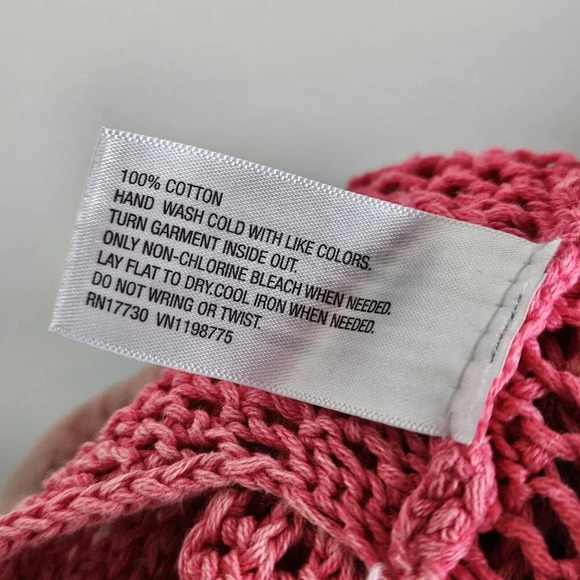 100% COTTON
HAND WASH COLD WITH LIKE COLORS.
TURN GARMENT INSIDE OUT.
ONLY NON-CHLORINE BLEACH WHEN NEEDED.
LAY FLAT TO DRY.COOL IRON WHEN NEEDED.
DO NOT WRING OR TWIST.
RN17730 VN1198775